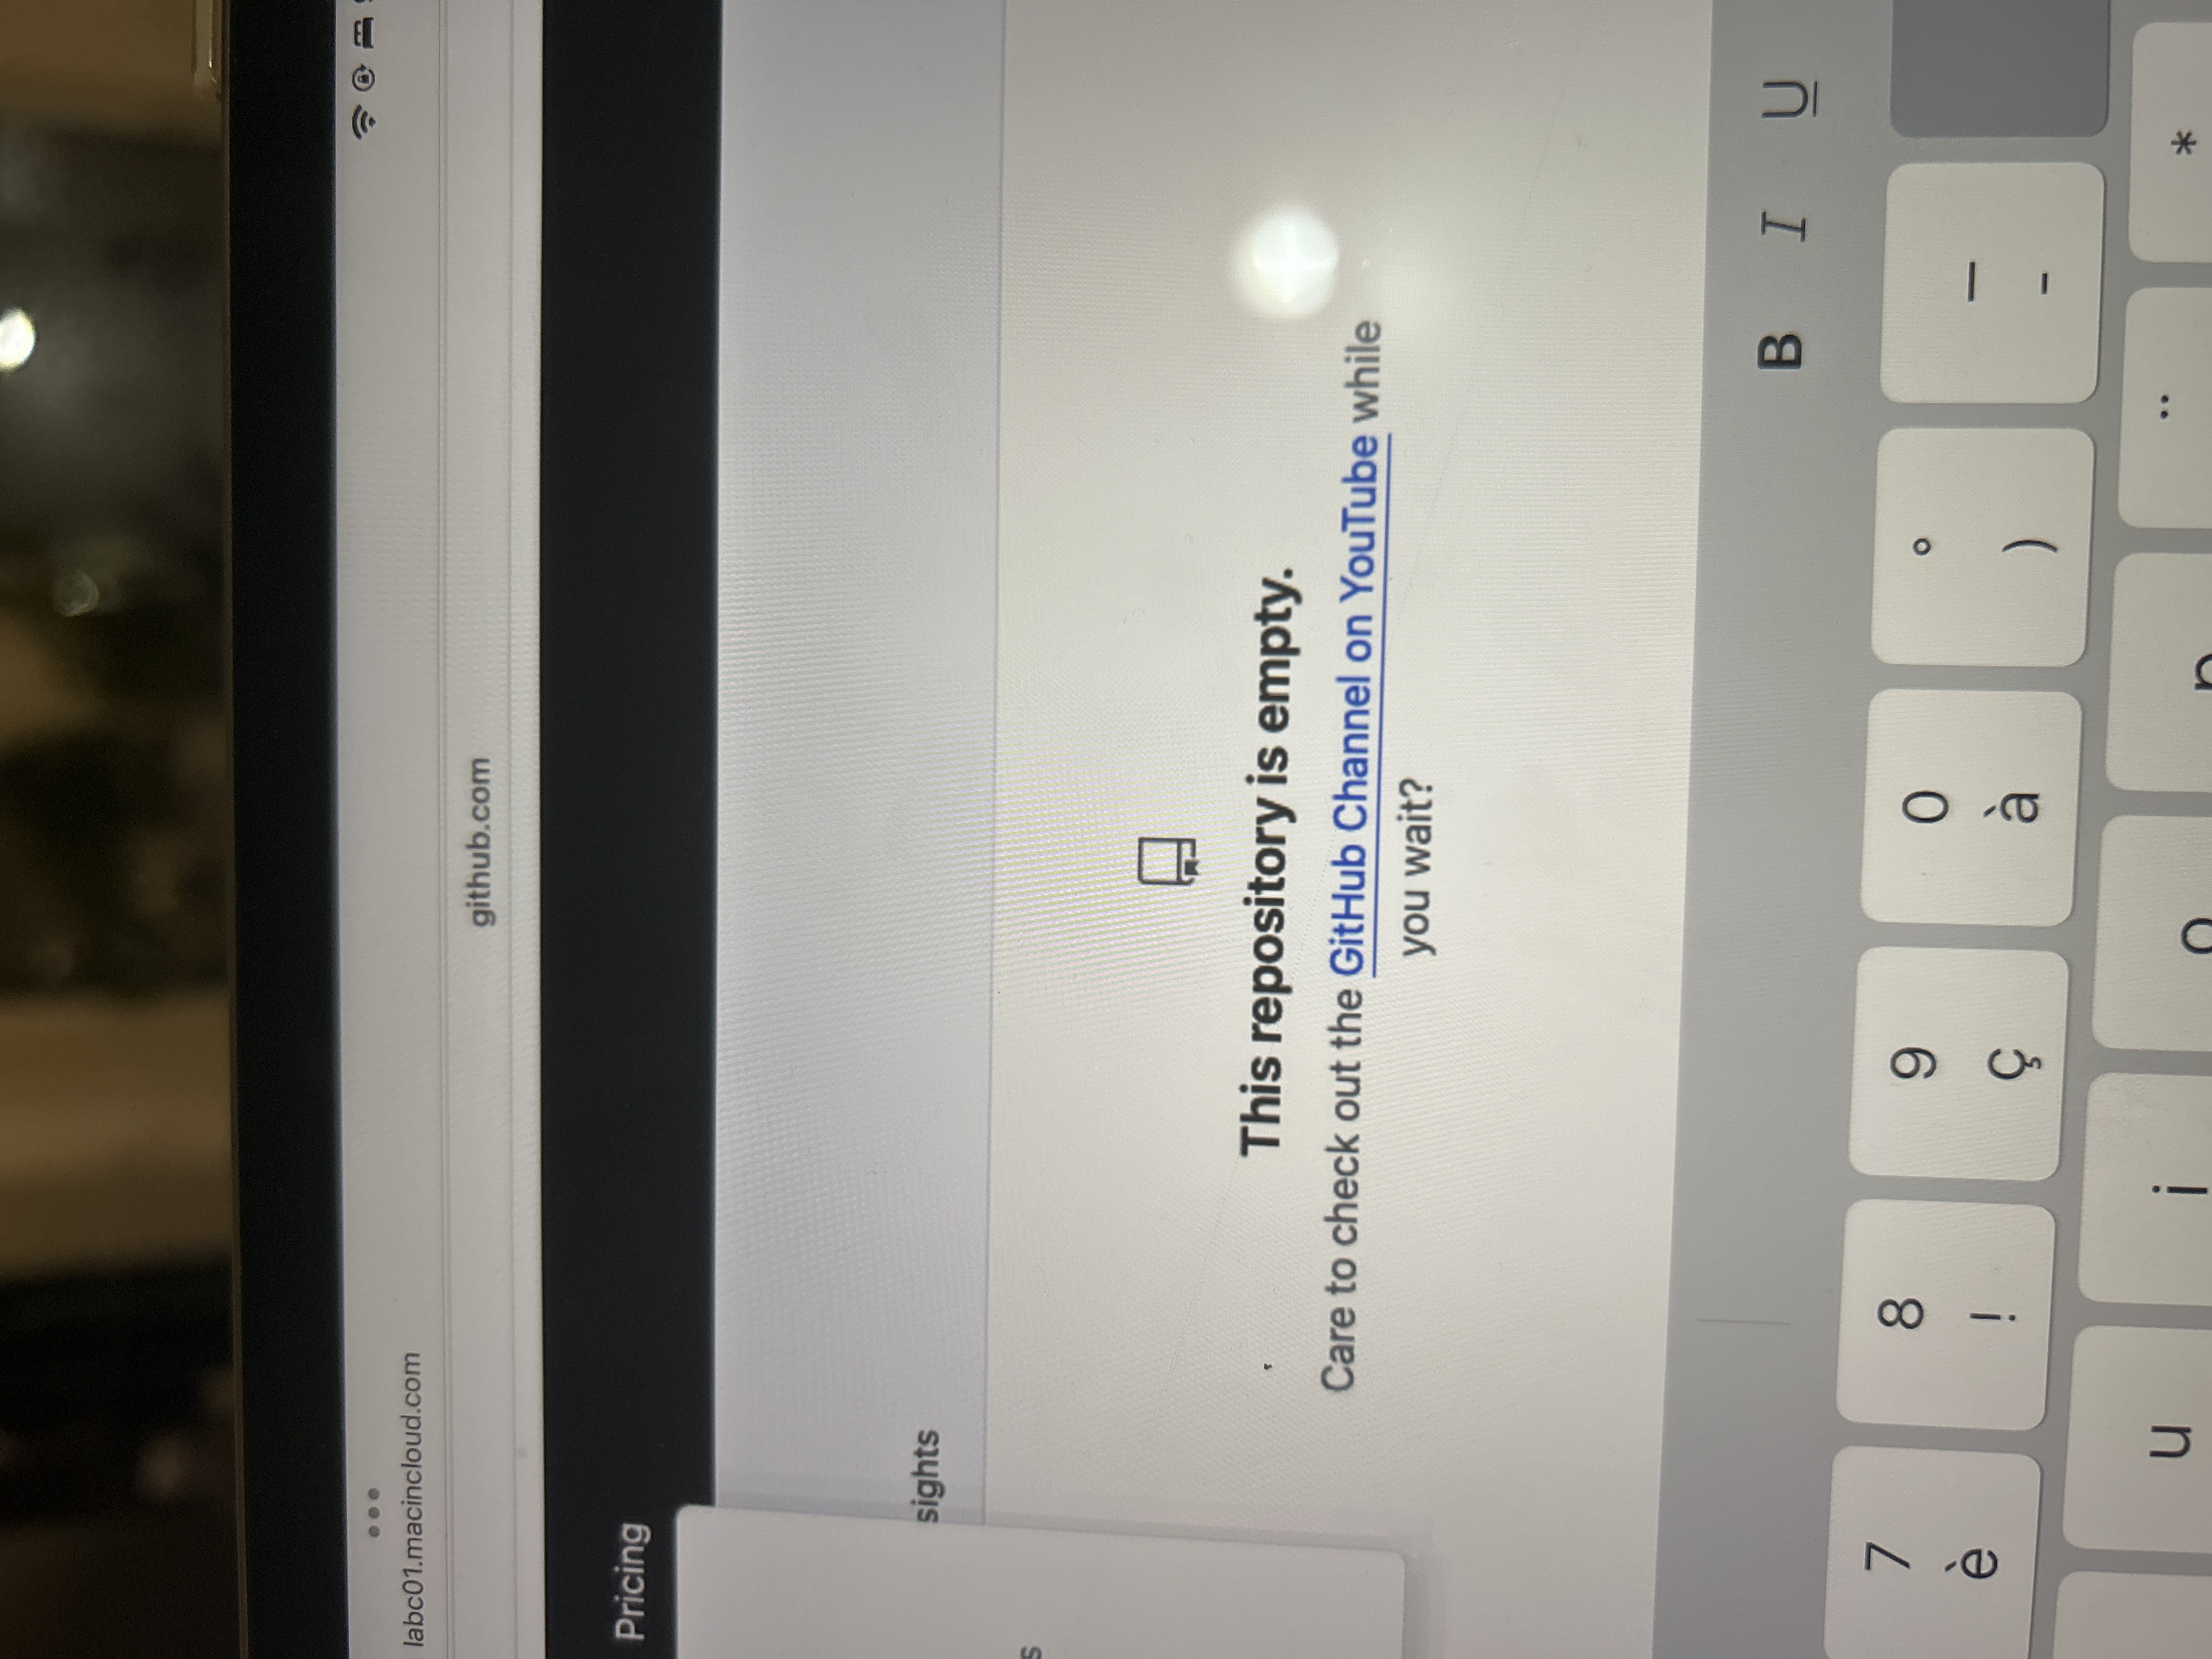 labc01.macincloud.com
github.com
Pricing
sights
s
This repository is empty.
Care to check out the GitHub Channel on YouTube while
you wait?
B I U
7 8 9 0 ° _
è ! ç à ) -
u i o p ¨ *